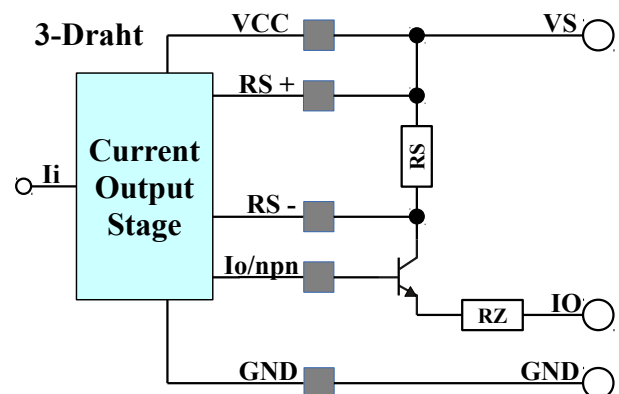 3-Draht
VCC
VS
RS +
Current
Output
Stage
RS
Ii
RS -
Io/npn
RZ
IO
GND
GND